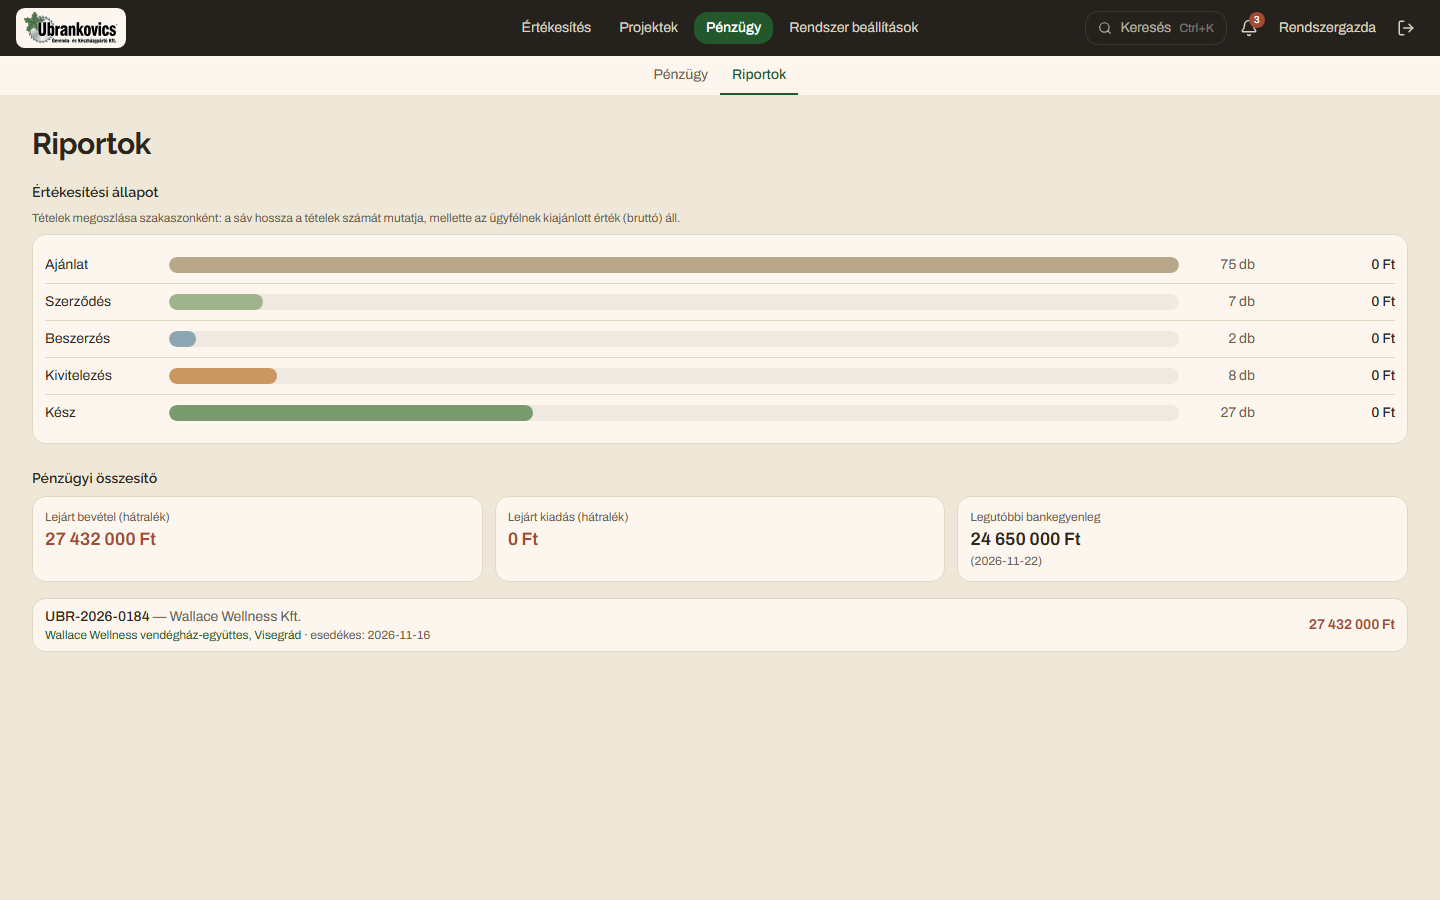 Ubrankovics
Gerenda- és Készházgyártó Kft.
Értékesítés Projektek Pénzügy Rendszer beállítások Keresés Ctrl+K 3 Rendszergazda
Pénzügy Riportok
Riportok
Értékesítési állapot
Tételek megoszlása szakaszonként: a sáv hossza a tételek számát mutatja, mellette az ügyfélnek kiajánlott érték (bruttó) áll.
Ajánlat 75 db 0 Ft
Szerződés 7 db 0 Ft
Beszerzés 2 db 0 Ft
Kivitelezés 8 db 0 Ft
Kész 27 db 0 Ft
Pénzügyi összesítő
Lejárt bevétel (hátralék) Lejárt kiadás (hátralék) Legutóbbi bankegyenleg
27 432 000 Ft 0 Ft 24 650 000 Ft
(2026-11-22)
UBR-2026-0184 — Wallace Wellness Kft.
Wallace Wellness vendégház-együttes, Visegrád · esedékes: 2026-11-16
27 432 000 Ft